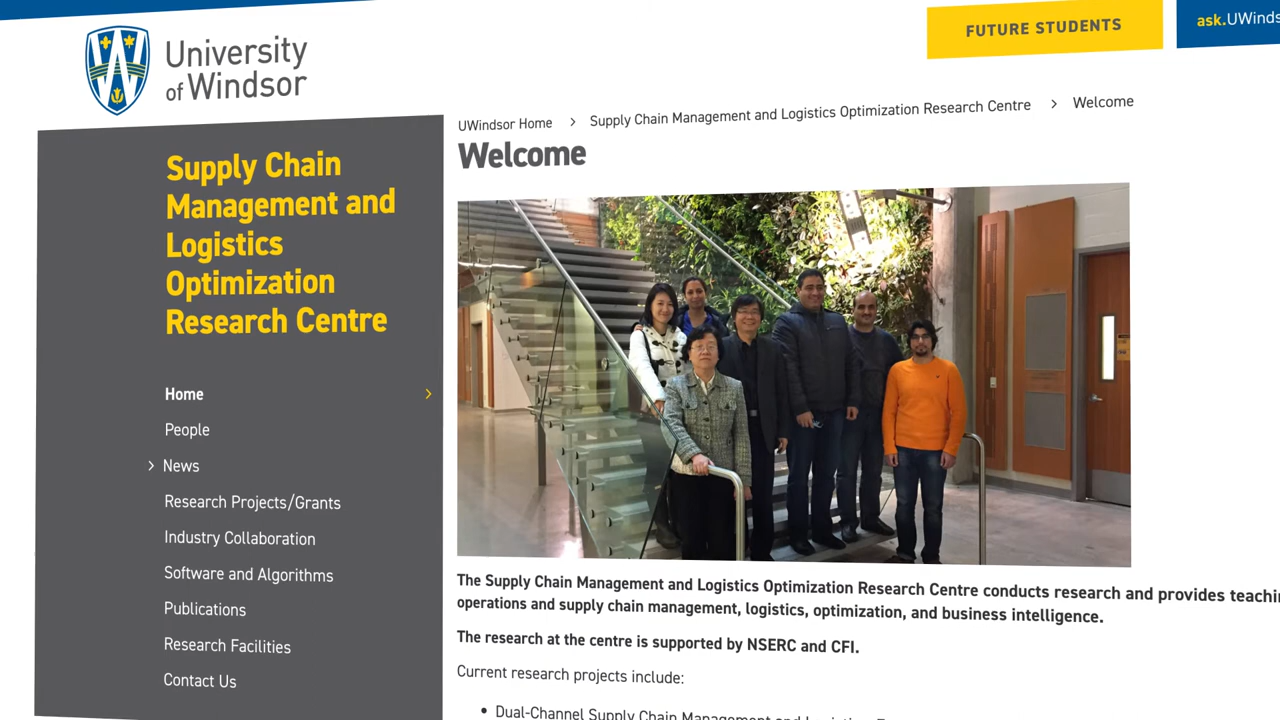 FUTURE STUDENTS
ask.UWinds
University
of Windsor
UWindsor Home > Supply Chain Management and Logistics Optimization Research Centre > Welcome
Welcome
Supply Chain
Management and
Logistics
Optimization
Research Centre
Home
People
News
Research Projects/Grants
Industry Collaboration
Software and Algorithms
Publications
Research Facilities
Contact Us
The Supply Chain Management and Logistics Optimization Research Centre conducts research and provides teachin
operations and supply chain management, logistics, optimization, and business intelligence.
The research at the centre is supported by NSERC and CFI.
Current research projects include:
• Dual-Channel Supply Chain Management and